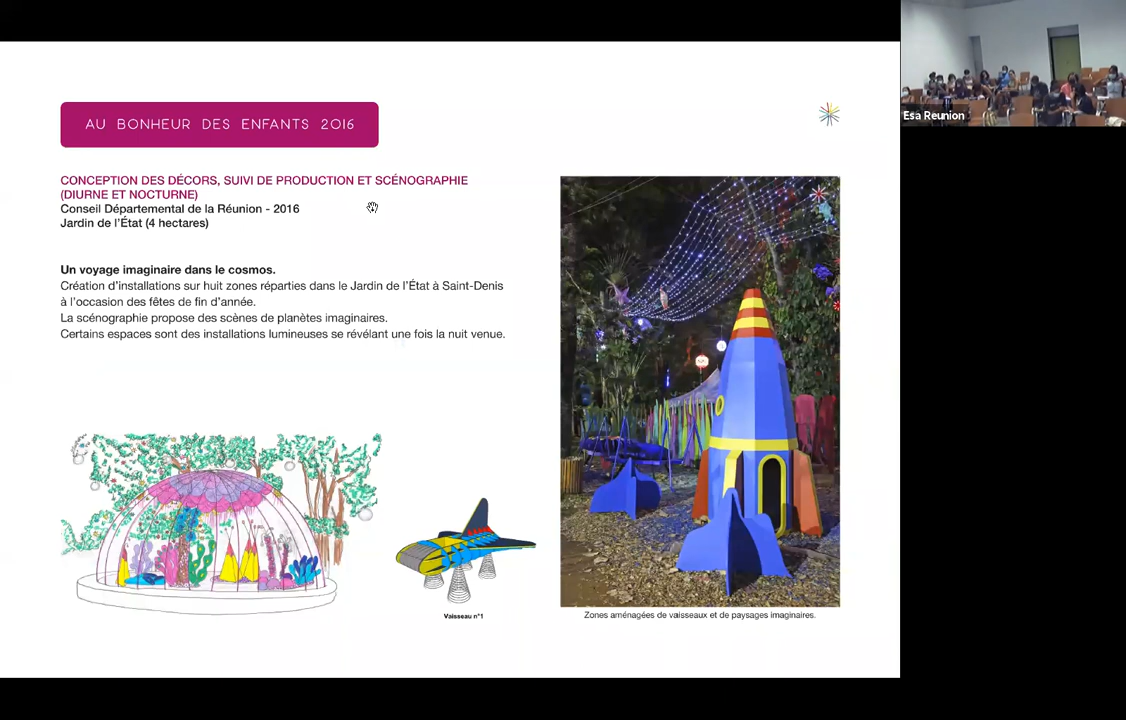 AU BONHEUR DES ENFANTS 2016
CONCEPTION DES DÉCORS, SUIVI DE PRODUCTION ET SCÉNOGRAPHIE
(DIURNE ET NOCTURNE)
Conseil Départemental de la Réunion - 2016
Jardin de l'État (4 hectares)
Un voyage imaginaire dans le cosmos.
Création d'installations sur huit zones réparties dans le Jardin de l'État à Saint-Denis
à l'occasion des fêtes de fin d'année.
La scénographie propose des scènes de planètes imaginaires.
Certains espaces sont des installations lumineuses se révélant une fois la nuit venue.
Vaisseau n°1
Zones aménagées de vaisseaux et de paysages imaginaires.
Esa Reunion